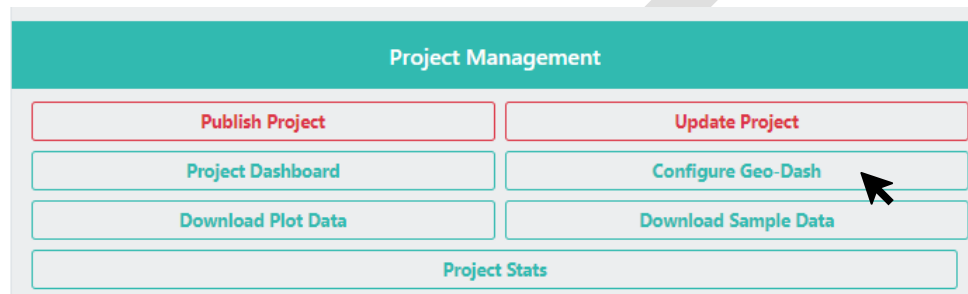 Project Management
Publish Project
Update Project
Project Dashboard
Configure Geo-Dash
Download Plot Data
Download Sample Data
Project Stats